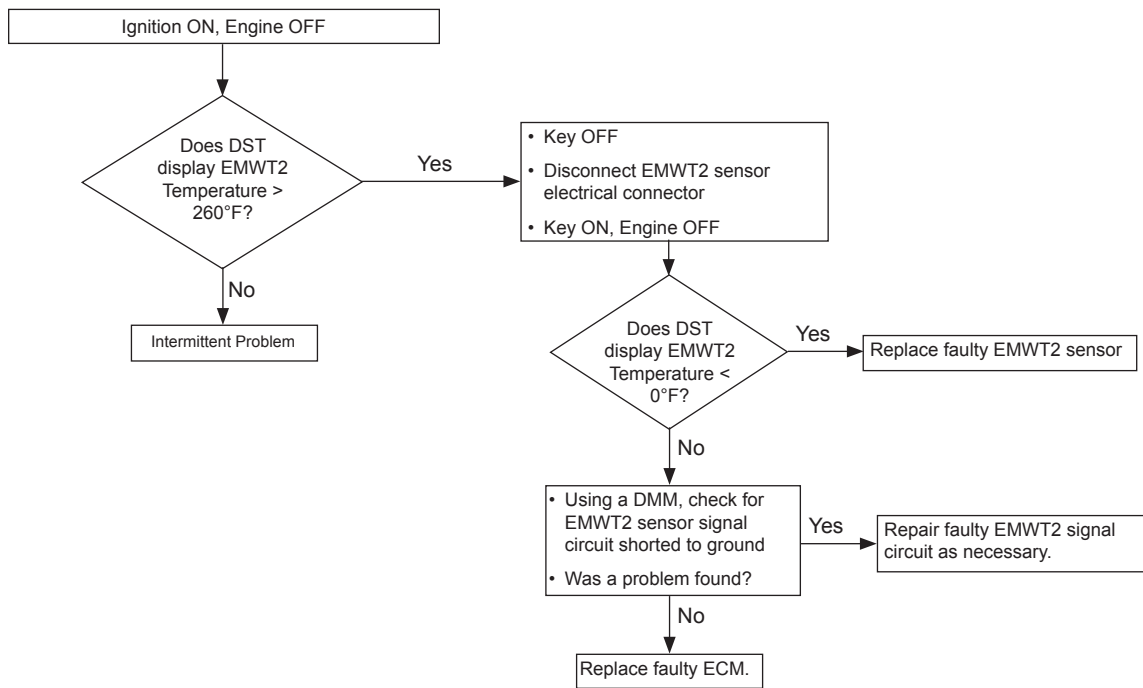 Ignition ON, Engine OFF
Does DST
display EMWT2
Temperature >
260°F?
Yes
• Key OFF
• Disconnect EMWT2 sensor
electrical connector
• Key ON, Engine OFF
No
Intermittent Problem
Does DST
display EMWT2
Temperature <
0°F?
Yes
Replace faulty EMWT2 sensor
No
• Using a DMM, check for
EMWT2 sensor signal
circuit shorted to ground
• Was a problem found?
Yes
Repair faulty EMWT2 signal
circuit as necessary.
No
Replace faulty ECM.